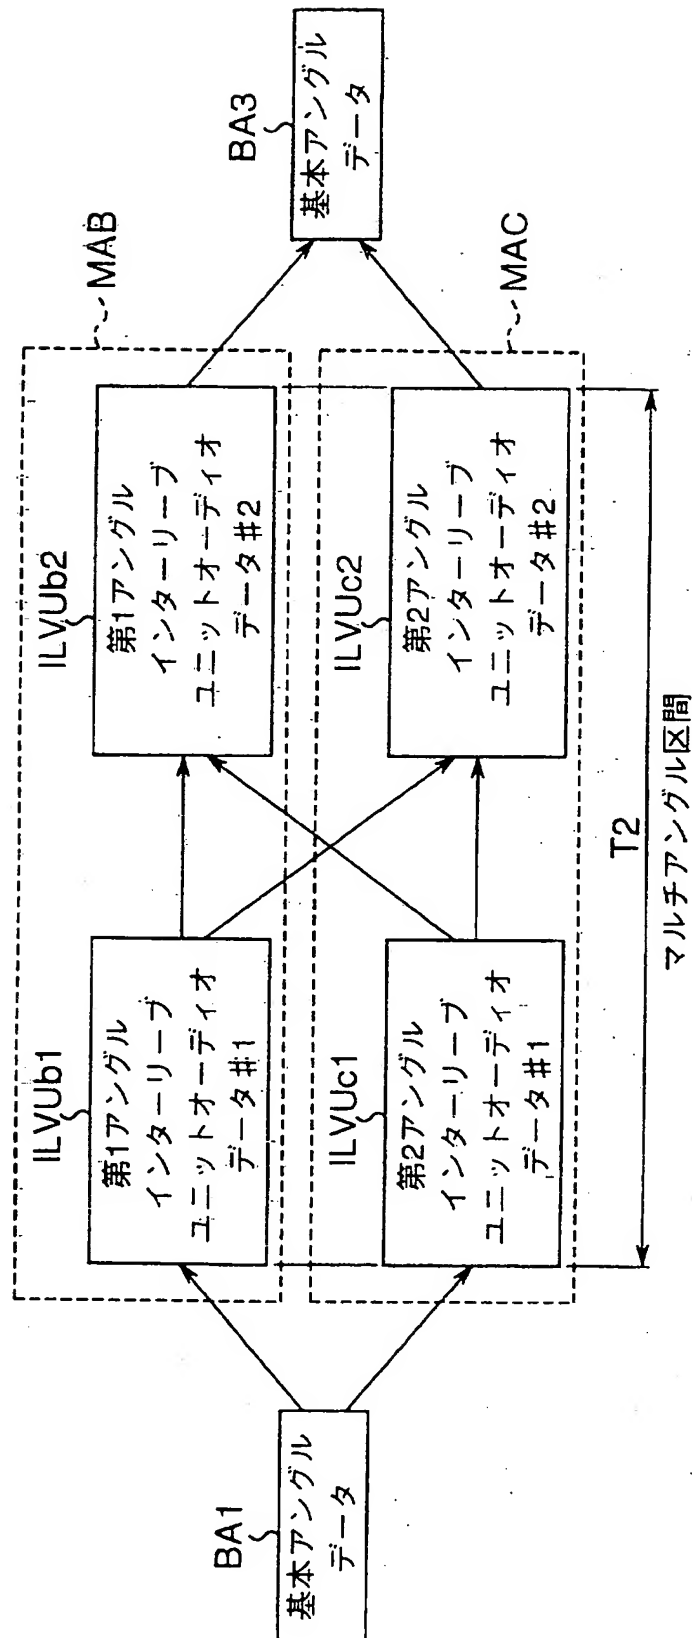 BA1
基本アングル
データ
MAB
ILVUb1
第1アングル
インターリーブ
ユニットオーディオ
データ#1
ILVUb2
第1アングル
インターリーブ
ユニットオーディオ
データ#2
ILVUc1
第2アングル
インターリーブ
ユニットオーディオ
データ#1
ILVUc2
第2アングル
インターリーブ
ユニットオーディオ
データ#2
MAC
BA3
基本アングル
データ
T2
マルチアングル区間